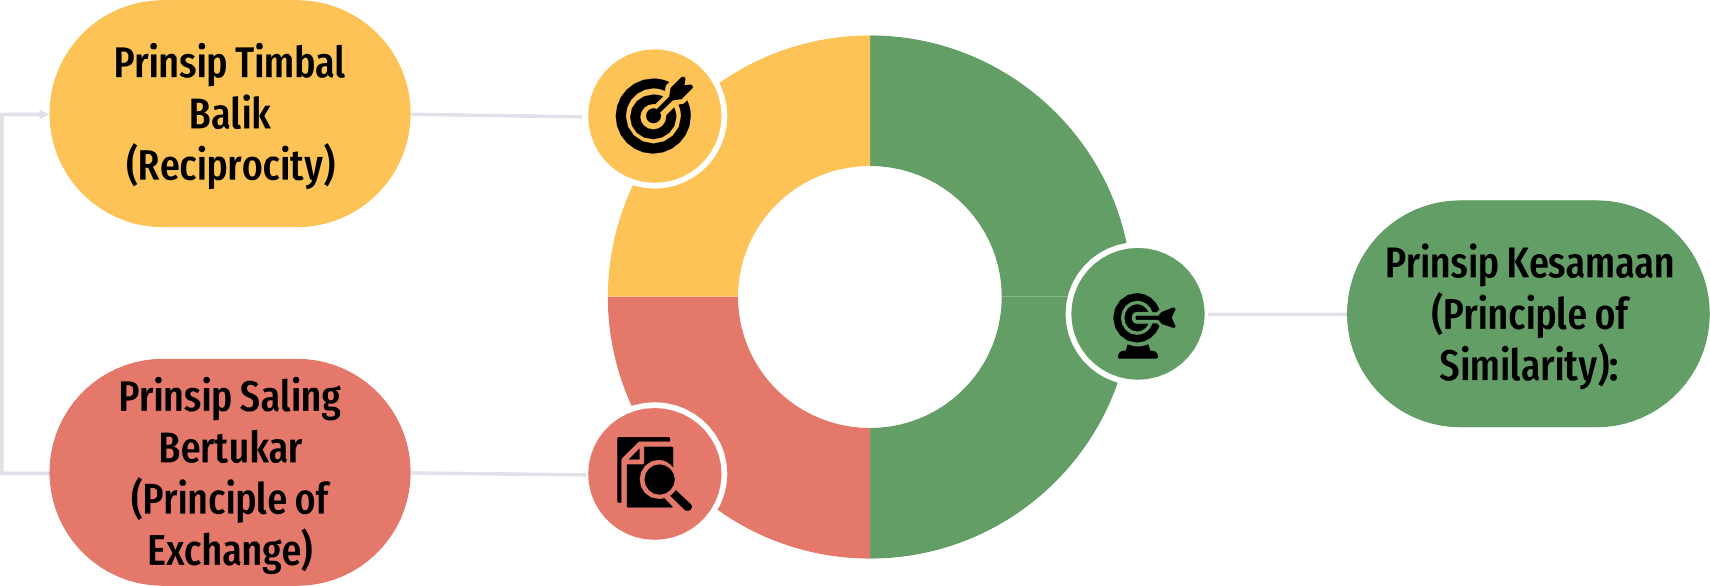 Prinsip Timbal
Balik
(Reciprocity)
Prinsip Saling
Bertukar
(Principle of
Exchange)
Prinsip Kesamaan
(Principle of
Similarity):